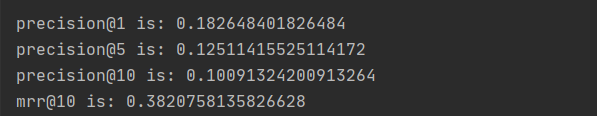 precision@1 is: 0.182648401826484
precision@5 is: 0.12511415525114172
precision@10 is: 0.10091324200913264
mrr@10 is: 0.3820758135826628